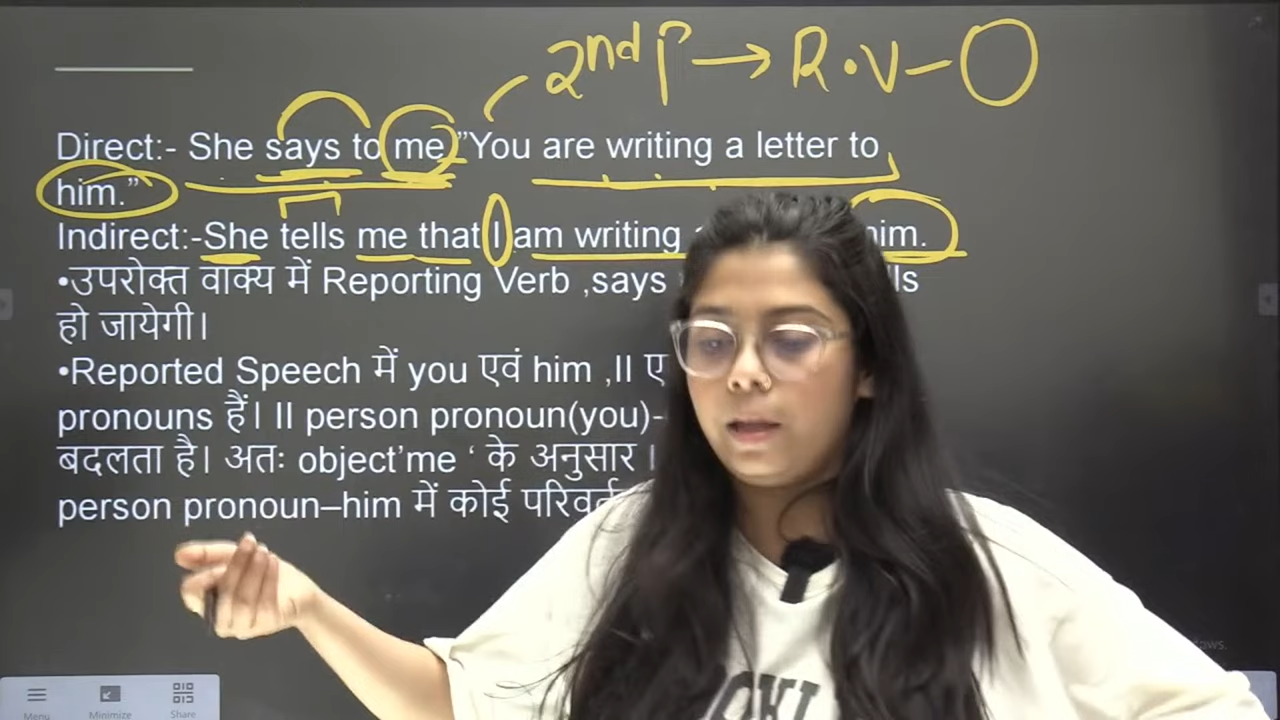 2nd P → R.V – O
Direct:- She says to me "You are writing a letter to
him."
Indirect:-She tells me that I am writing him.
•उपरोक्त वाक्य में Reporting Verb ,says lls
हो जायेगी।
•Reported Speech में you एवं him ,II ए
pronouns हैं। II person pronoun(you)-
बदलता है। अतः object'me ' के अनुसार ।
person pronoun–him में कोई
Menu Minimize Share